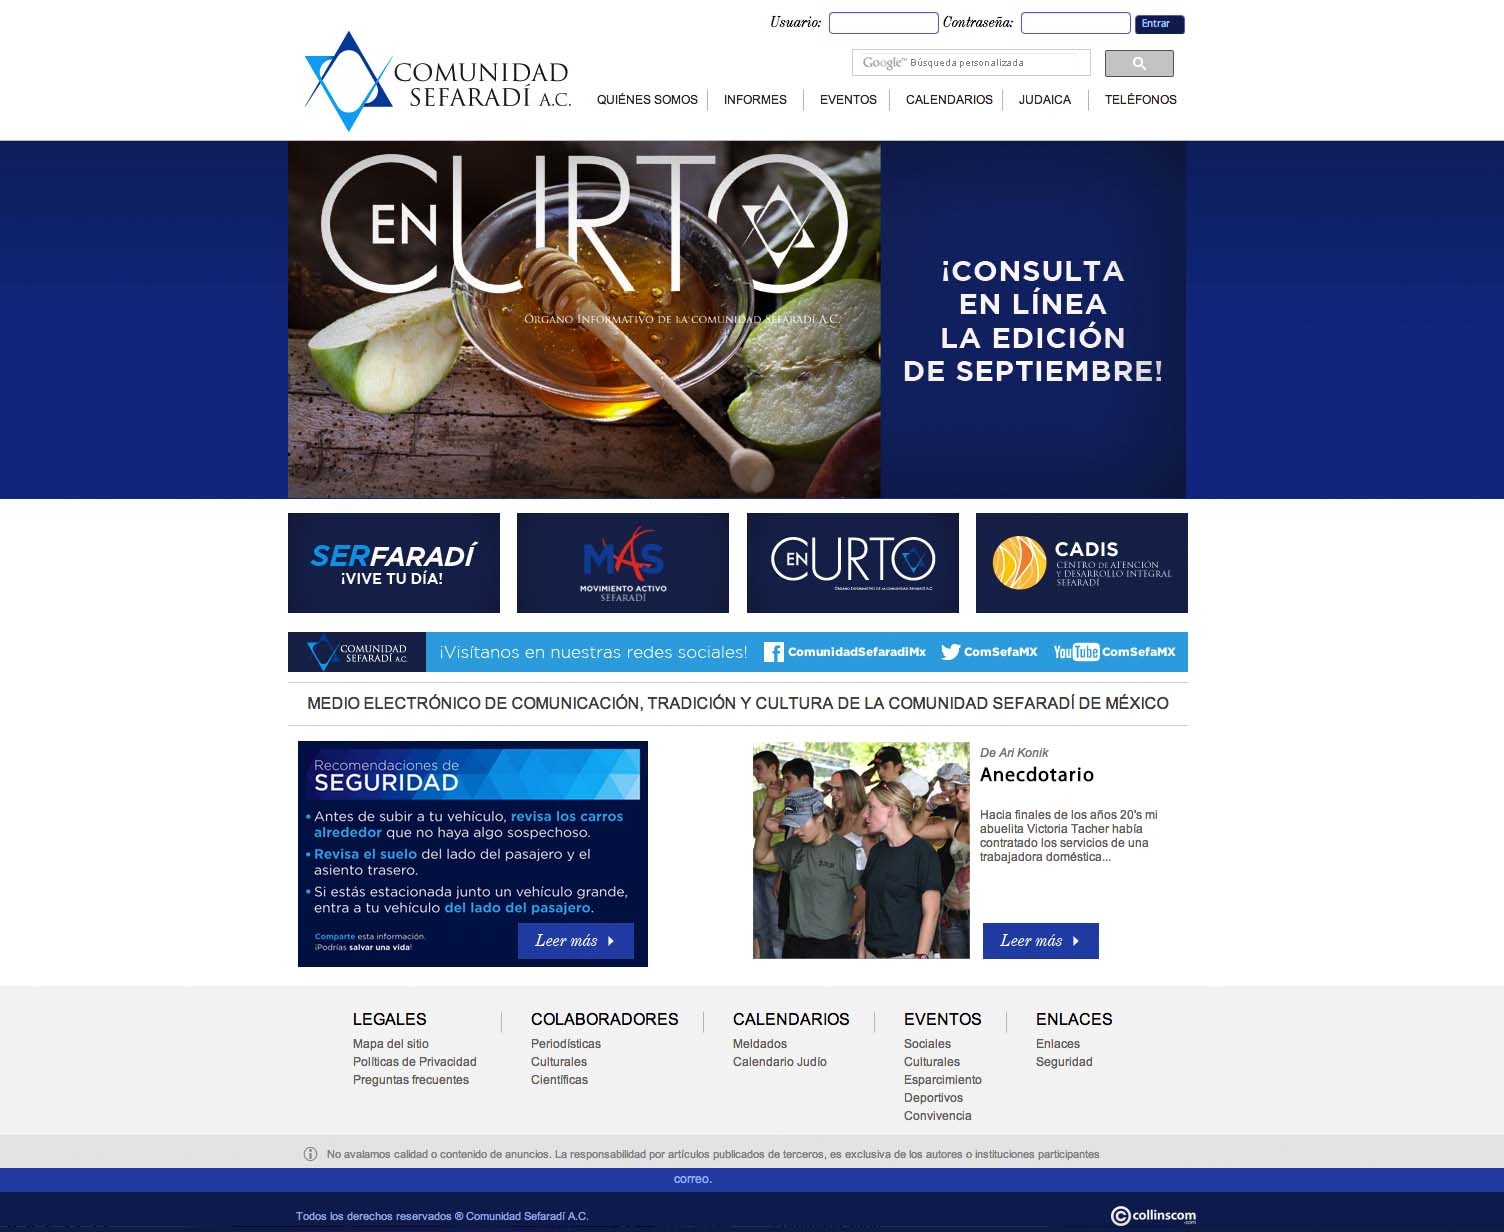 Usuario: Contraseña: Entrar
Google™ Búsqueda personalizada
COMUNIDAD
SEFARADÍ A.C.
QUIÉNES SOMOS INFORMES EVENTOS CALENDARIOS JUDAICA TELÉFONOS
EN CURTO
ÓRGANO INFORMATIVO DE LA COMUNIDAD SEFARADÍ A.C.
¡CONSULTA
EN LÍNEA
LA EDICIÓN
DE SEPTIEMBRE!
SERFARADÍ
¡VIVE TU DÍA!
MAS
MOVIMIENTO ACTIVO
SEFARADÍ
EN CURTO
ÓRGANO INFORMATIVO DE LA COMUNIDAD SEFARADÍ A.C.
CADIS
CENTRO DE ATENCIÓN
Y DESARROLLO INTEGRAL
SEFARADÍ
COMUNIDAD
SEFARADÍ A.C.
¡Visítanos en nuestras redes sociales! ComunidadSefaradiMx ComSefaMX YouTube ComSefaMX
MEDIO ELECTRÓNICO DE COMUNICACIÓN, TRADICIÓN Y CULTURA DE LA COMUNIDAD SEFARADÍ DE MÉXICO
Recomendaciones de
SEGURIDAD
• Antes de subir a tu vehículo, revisa los carros
alrededor que no haya algo sospechoso.
• Revisa el suelo del lado del pasajero y el
asiento trasero.
• Si estás estacionada junto un vehículo grande,
entra a tu vehículo del lado del pasajero.
Comparte esta información.
¡Podrías salvar una vida!
Leer más
De Ari Konik
Anecdotario
Hacia finales de los años 20's mi
abuelita Victoria Tacher había
contratado los servicios de una
trabajadora doméstica...
Leer más
LEGALES
Mapa del sitio
Políticas de Privacidad
Preguntas frecuentes
COLABORADORES
Periodísticas
Culturales
Científicas
CALENDARIOS
Meldados
Calendario Judío
EVENTOS
Sociales
Culturales
Esparcimiento
Deportivos
Convivencia
ENLACES
Enlaces
Seguridad
No avalamos calidad o contenido de anuncios. La responsabilidad por artículos publicados de terceros, es exclusiva de los autores o instituciones participantes
correo.
Todos los derechos reservados ® Comunidad Sefaradí A.C.
collinscom
.com